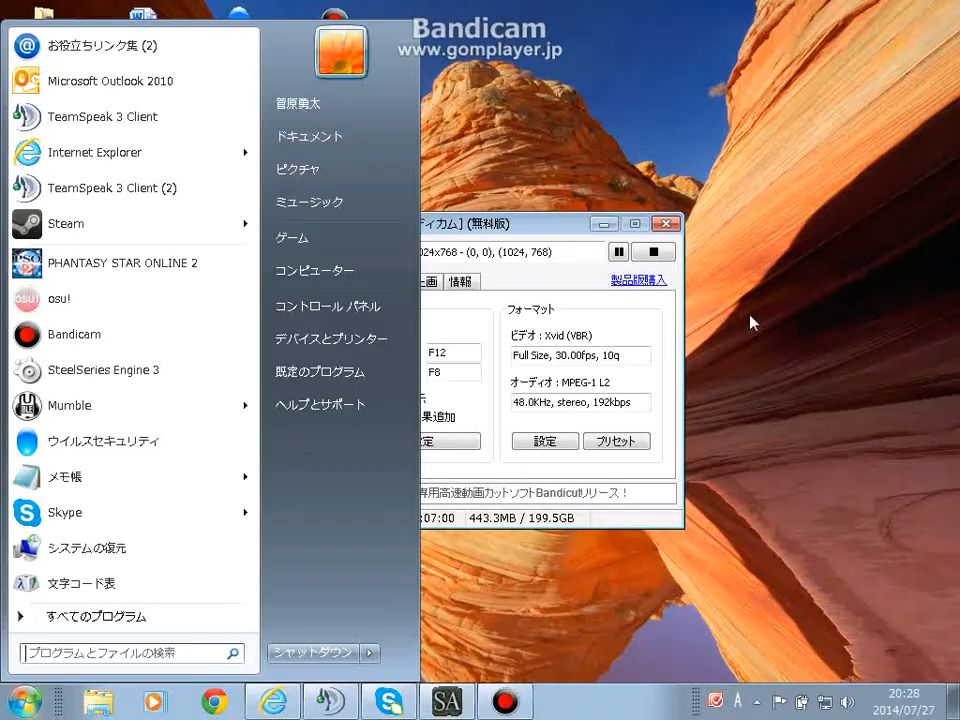 Bandicam
www.gomplayer.jp
お役立ちリンク集 (2)
Microsoft Outlook 2010
TeamSpeak 3 Client
Internet Explorer
TeamSpeak 3 Client (2)
Steam
PHANTASY STAR ONLINE 2
osu!
Bandicam
SteelSeries Engine 3
Mumble
ウイルスセキュリティ
メモ帳
Skype
システムの復元
文字コード表
すべてのプログラム
プログラムとファイルの検索
菅原勇太
ドキュメント
ピクチャ
ミュージック
ゲーム
コンピューター
コントロール パネル
デバイスとプリンター
既定のプログラム
ヘルプとサポート
シャットダウン
ディカム] (無料版)
024x768 - (0, 0), (1024, 768)
画 情報
製品版購入
F12
F8
示
果追加
定
フォーマット
ビデオ : Xvid (VBR)
Full Size, 30.00fps, 10q
オーディオ : MPEG-1 L2
48.0KHz, stereo, 192kbps
設定 プリセット
専用高速動画カットソフトBandicutリリース！
:07:00 443.3MB / 199.5GB
SA
A
20:28
2014/07/27